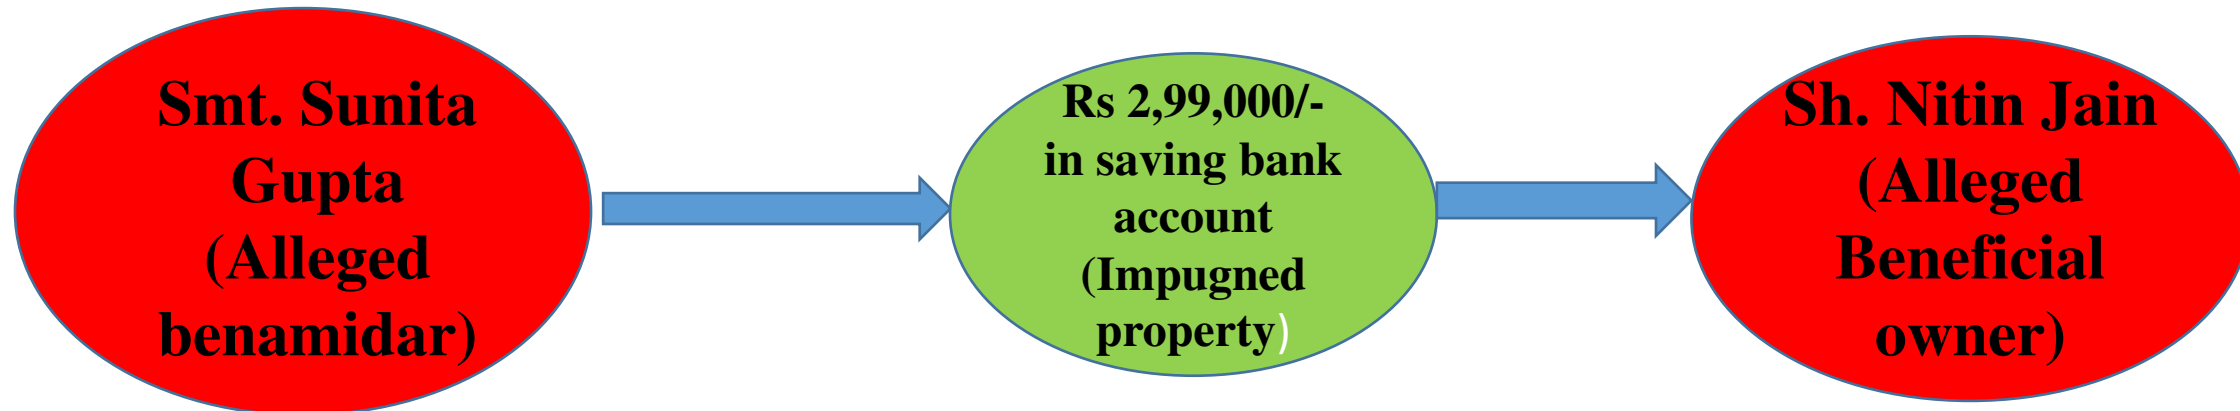 Smt. Sunita
Gupta
(Alleged
benamidar)
Rs 2,99,000/-
in saving bank
account
(Impugned
property)
Sh. Nitin Jain
(Alleged
Beneficial
owner)